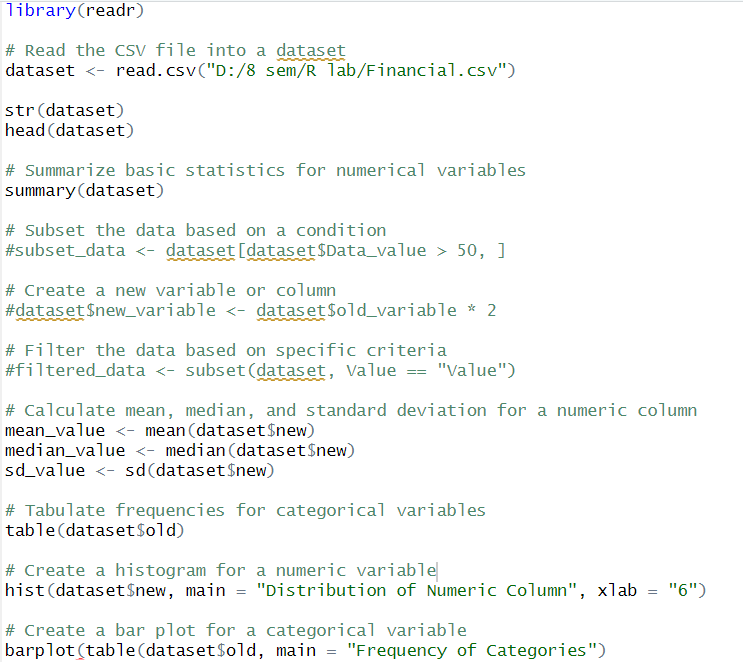 library(readr)
# Read the CSV file into a dataset
dataset <- read.csv("D:/8 sem/R lab/Financial.csv")
str(dataset)
head(dataset)
# Summarize basic statistics for numerical variables
summary(dataset)
# Subset the data based on a condition
#subset_data <- dataset[dataset$Data_value > 50, ]
# Create a new variable or column
#dataset$new_variable <- dataset$old_variable * 2
# Filter the data based on specific criteria
#filtered_data <- subset(dataset, Value == "Value")
# Calculate mean, median, and standard deviation for a numeric column
mean_value <- mean(dataset$new)
median_value <- median(dataset$new)
sd_value <- sd(dataset$new)
# Tabulate frequencies for categorical variables
table(dataset$old)
# Create a histogram for a numeric variable
hist(dataset$new, main = "Distribution of Numeric Column", xlab = "6")
# Create a bar plot for a categorical variable
barplot(table(dataset$old, main = "Frequency of Categories")